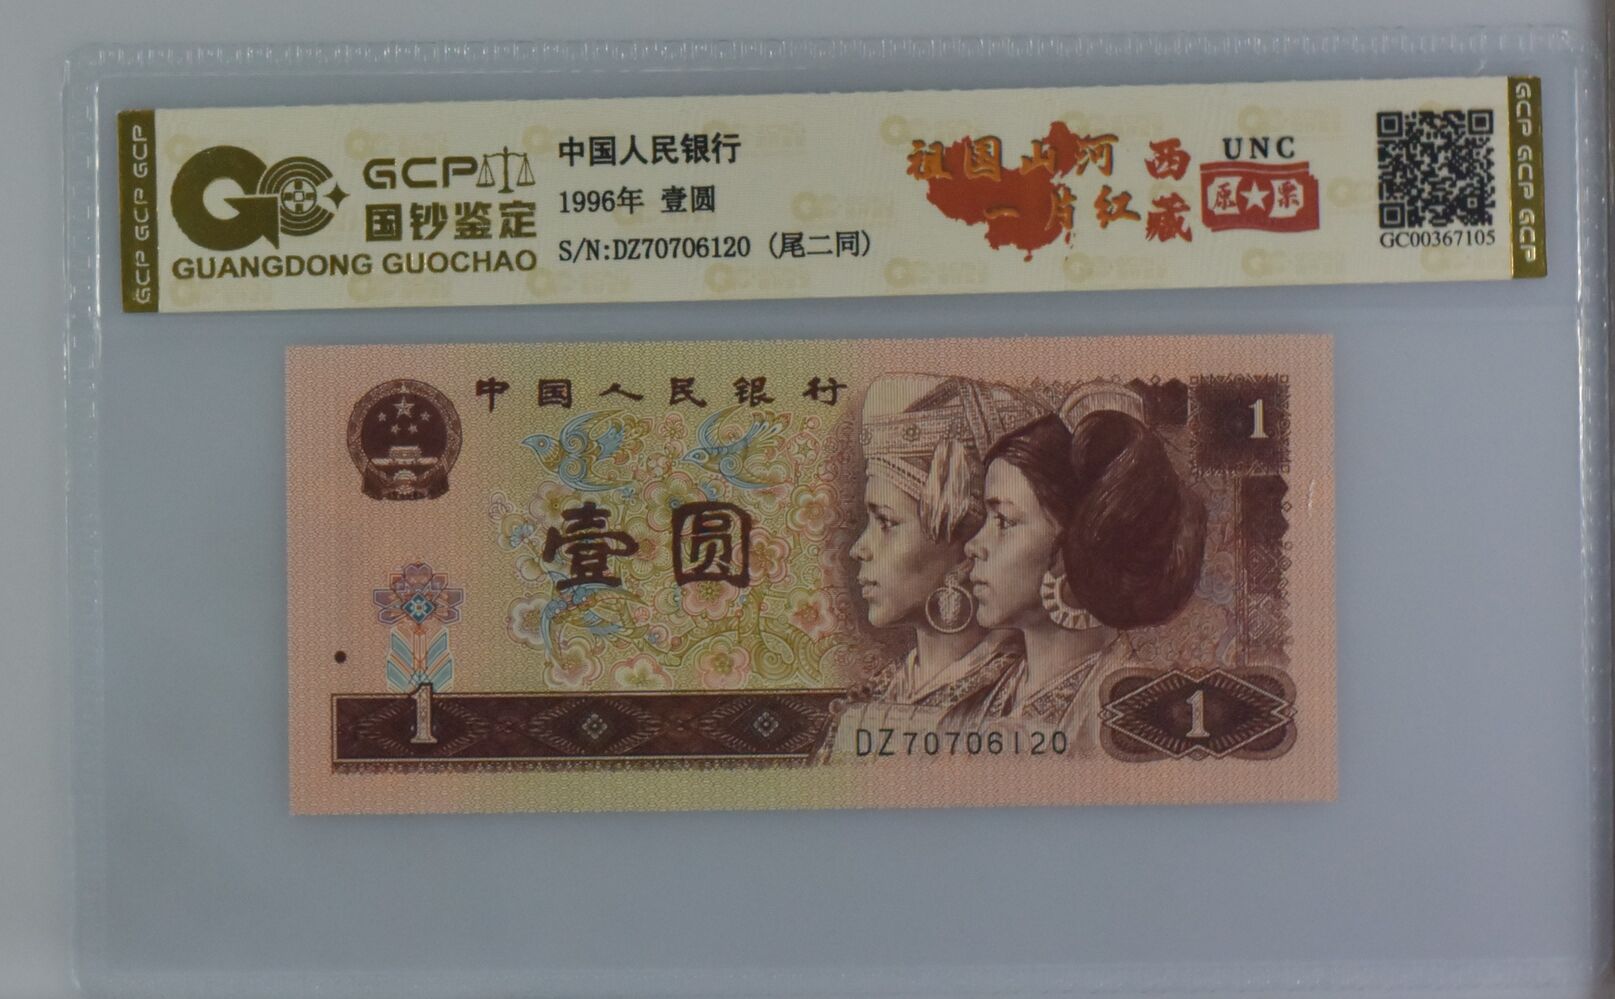 GCP GCP GCP
GCP
国钞鉴定
GUANGDONG GUOCHAO
中国人民银行
1996年 壹圆
S/N:DZ70706120 (尾二同)
祖国山河
一片红
西藏
UNC
原★票
GC00367105
GCP GCP GCP
中国人民银行
1
壹圆
1
DZ70706120
1